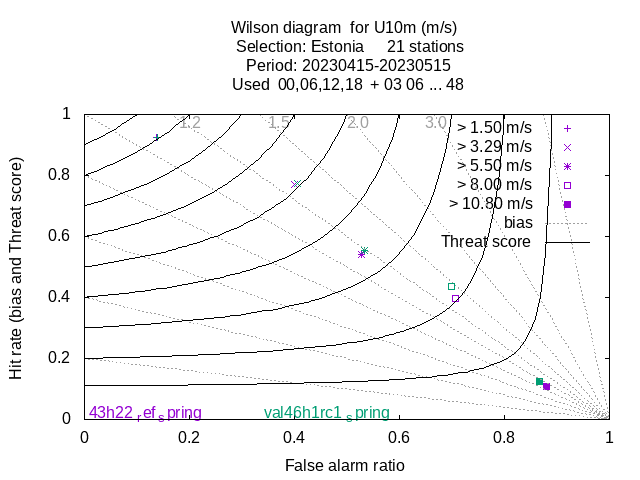 Wilson diagram  for U10m (m/s)
Selection: Estonia     21 stations
Period: 20230415-20230515
Used  00,06,12,18  + 03 06 ... 48
Hit rate (bias and Threat score)
1
0.8
0.6
0.4
0.2
0
1.2
1.5
2.0
3.0
> 1.50 m/s
> 3.29 m/s
> 5.50 m/s
> 8.00 m/s
> 10.80 m/s
bias
Threat score
43h22_ref_spring
val46h1rc1_spring
0 0.2 0.4 0.6 0.8 1
False alarm ratio